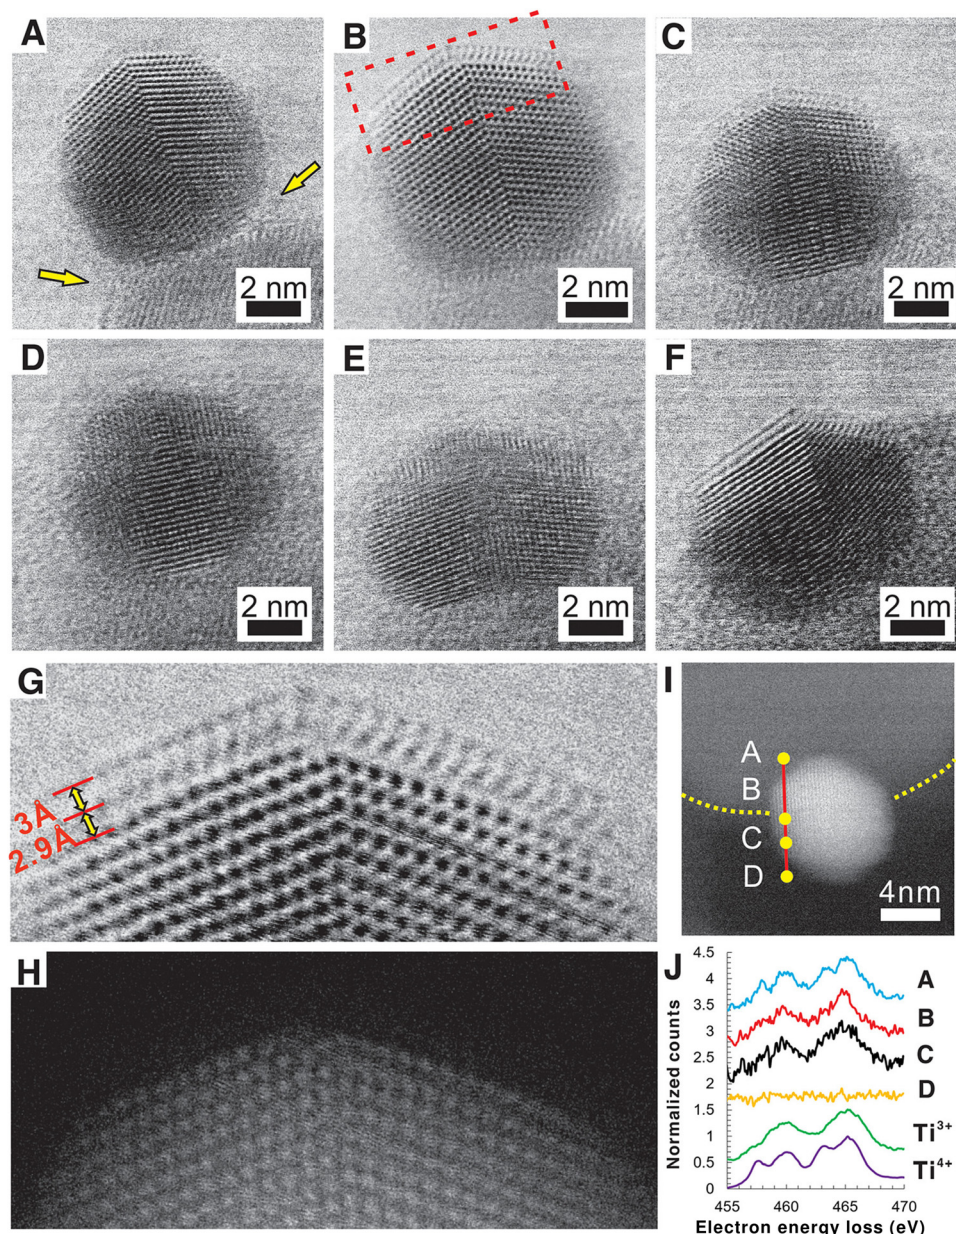 A
B
C
2 nm
2 nm
2 nm
D
E
F
2 nm
2 nm
2 nm
G
3Å
2.9Å
I
A
B
C
D
4nm
H
J
4.5
4
3.5
3
2.5
2
1.5
1
0.5
0
Normalized counts
A
B
C
D
Ti3+
Ti4+
455
460
465
470
Electron energy loss (eV)